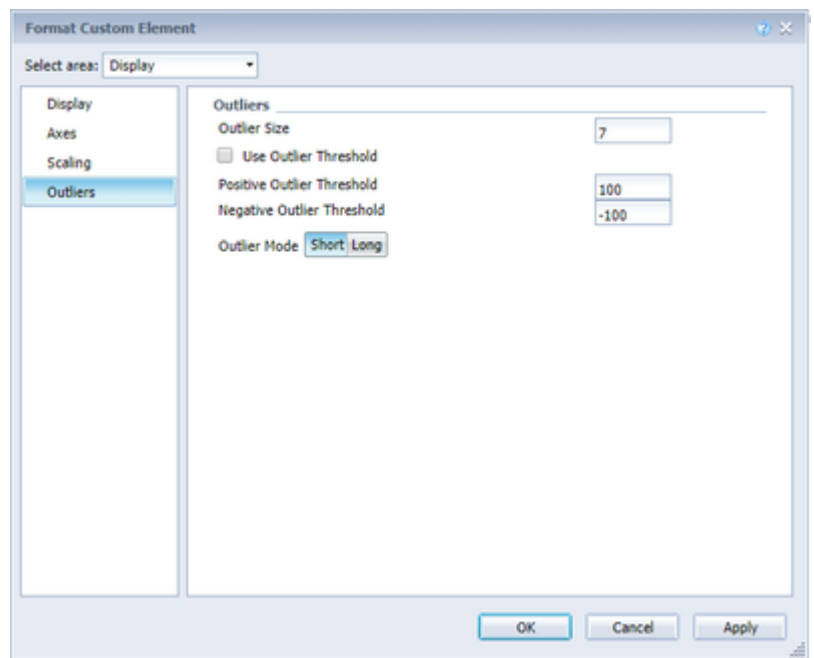 Format Custom Element
Select area: Display
Display
Axes
Scaling
Outliers
Outliers
Outlier Size 7
Use Outlier Threshold
Positive Outlier Threshold 100
Negative Outlier Threshold -100
Outlier Mode Short Long
OK Cancel Apply